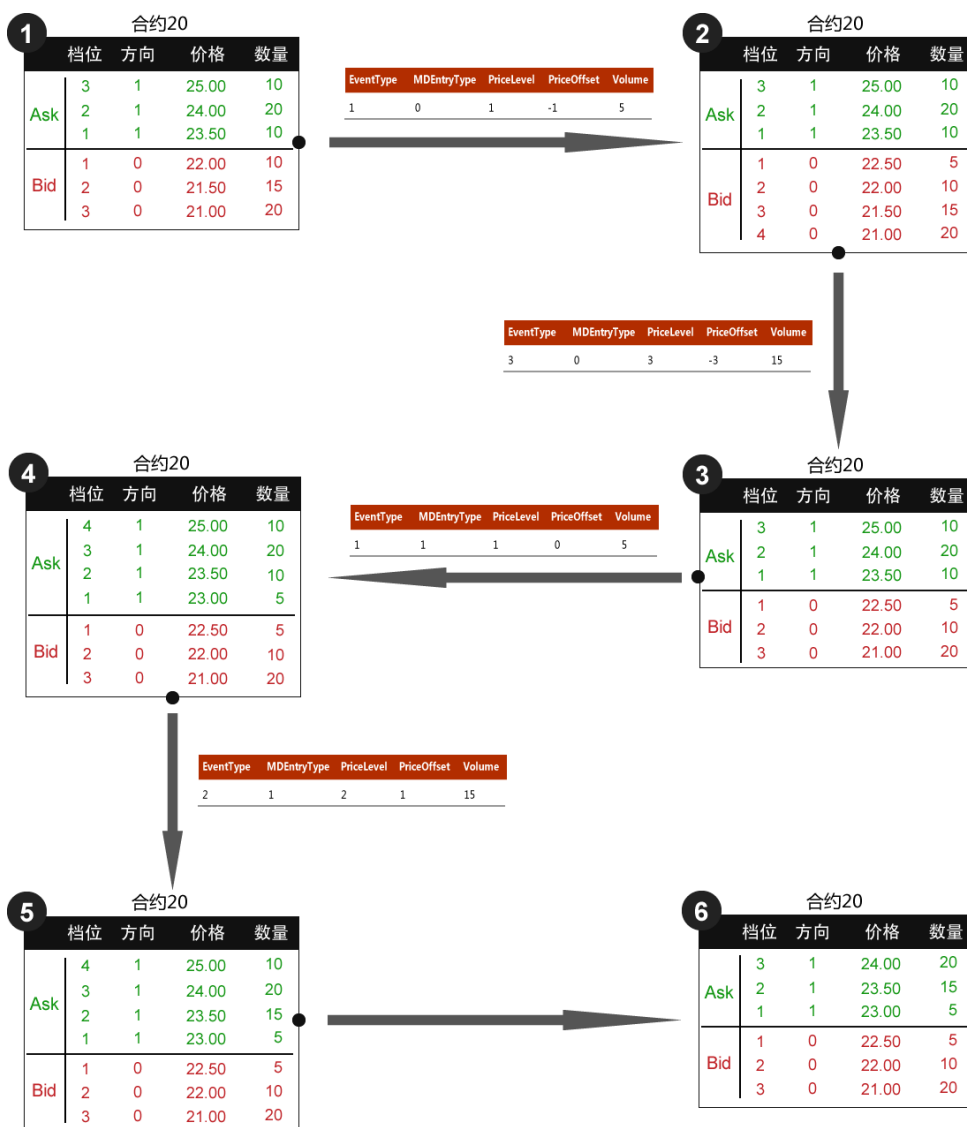 1
合约20
档位 方向 价格 数量
3 1 25.00 10
Ask 2 1 24.00 20
1 1 23.50 10
1 0 22.00 10
Bid 2 0 21.50 15
3 0 21.00 20
EventType MDEntryType PriceLevel PriceOffset Volume
1 0 1 -1 5
2
合约20
档位 方向 价格 数量
3 1 25.00 10
Ask 2 1 24.00 20
1 1 23.50 10
1 0 22.50 5
Bid 2 0 22.00 10
3 0 21.50 15
4 0 21.00 20
EventType MDEntryType PriceLevel PriceOffset Volume
3 0 3 -3 15
3
合约20
档位 方向 价格 数量
3 1 25.00 10
Ask 2 1 24.00 20
1 1 23.50 10
1 0 22.50 5
Bid 2 0 22.00 10
3 0 21.00 20
EventType MDEntryType PriceLevel PriceOffset Volume
1 1 1 0 5
4
合约20
档位 方向 价格 数量
4 1 25.00 10
Ask 3 1 24.00 20
2 1 23.50 10
1 1 23.00 5
1 0 22.50 5
Bid 2 0 22.00 10
3 0 21.00 20
EventType MDEntryType PriceLevel PriceOffset Volume
2 1 2 1 15
5
合约20
档位 方向 价格 数量
4 1 25.00 10
Ask 3 1 24.00 20
2 1 23.50 15
1 1 23.00 5
1 0 22.50 5
Bid 2 0 22.00 10
3 0 21.00 20
6
合约20
档位 方向 价格 数量
3 1 24.00 20
Ask 2 1 23.50 15
1 1 23.00 5
1 0 22.50 5
Bid 2 0 22.00 10
3 0 21.00 20